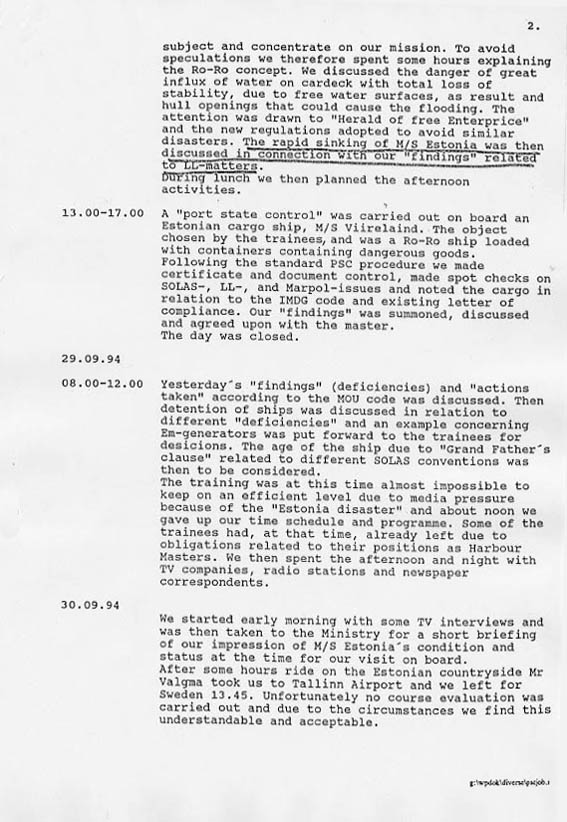 2.
subject and concentrate on our mission. To avoid
speculations we therefore spent some hours explaining
the Ro-Ro concept. We discussed the danger of great
influx of water on cardeck with total loss of
stability, due to free water surfaces, as result and
hull openings that could cause the flooding. The
attention was drawn to "Herald of free Enterprice"
and the new regulations adopted to avoid similar
disasters. The rapid sinking of M/S Estonia was then
discussed in connection with our "findings" related
to LL-matters.
During lunch we then planned the afternoon
activities.
13.00-17.00 A "port state control" was carried out on board an
Estonian cargo ship, M/S Viirelaind. The object
chosen by the trainees, and was a Ro-Ro ship loaded
with containers containing dangerous goods.
Following the standard PSC procedure we made
certificate and document control, made spot checks on
SOLAS-, LL-, and Marpol-issues and noted the cargo in
relation to the IMDG code and existing letter of
compliance. Our "findings" was summoned, discussed
and agreed upon with the master.
The day was closed.
29.09.94
08.00-12.00 Yesterday´s "findings" (deficiencies) and "actions
taken" according to the MOU code was discussed. Then
detention of ships was discussed in relation to
different "deficiencies" and an example concerning
Em-generators was put forward to the trainees for
desicions. The age of the ship due to "Grand Father´s
clause" related to different SOLAS conventions was
then to be considered.
The training was at this time almost impossible to
keep on an efficient level due to media pressure
because of the "Estonia disaster" and about noon we
gave up our time schedule and programme. Some of the
trainees had, at that time, already left due to
obligations related to their positions as Harbour
Masters. We then spent the afternoon and night with
TV companies, radio stations and newspaper
correspondents.
30.09.94
We started early morning with some TV interviews and
was then taken to the Ministry for a short briefing
of our impression of M/S Estonia´s condition and
status at the time for our visit on board.
After some hours ride on the Estonian countryside Mr
Valgma took us to Tallinn Airport and we left for
Sweden 13.45. Unfortunately no course evaluation was
carried out and due to the circumstances we find this
understandable and acceptable.
g:\wpdok\diverse\pscjob.i